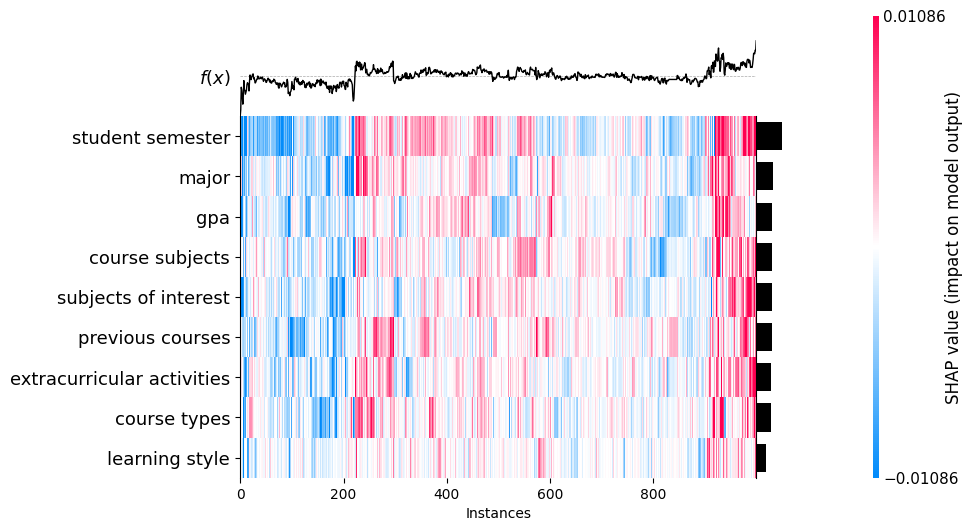 0.01086
f(x)
student semester
major
gpa
course subjects
subjects of interest
previous courses
extracurricular activities
course types
learning style
0 200 400 600 800
Instances
SHAP value (impact on model output)
−0.01086